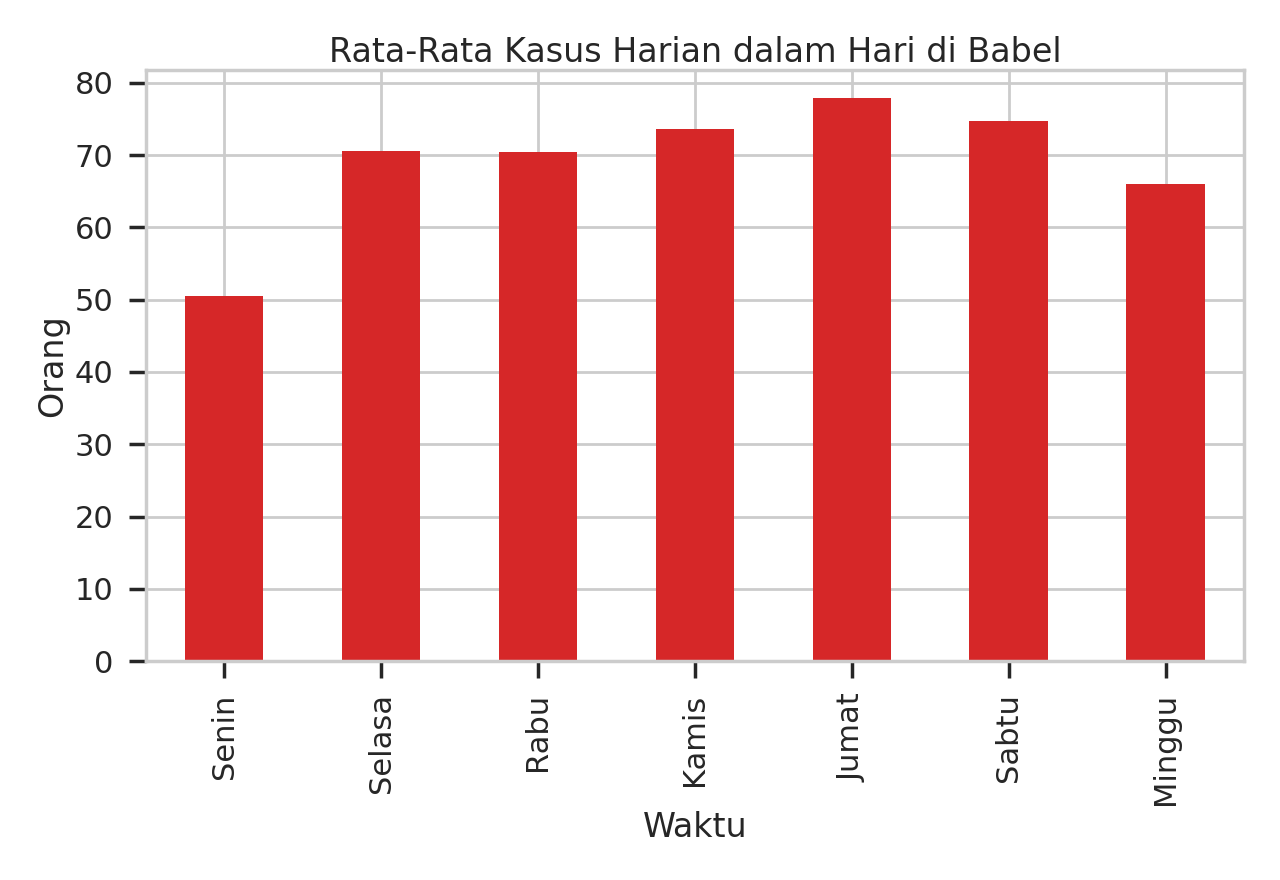 Rata-Rata Kasus Harian dalam Hari di Babel
80
70
60
50
40
30
20
10
0
Orang
Senin
Selasa
Rabu
Kamis
Jumat
Sabtu
Minggu
Waktu